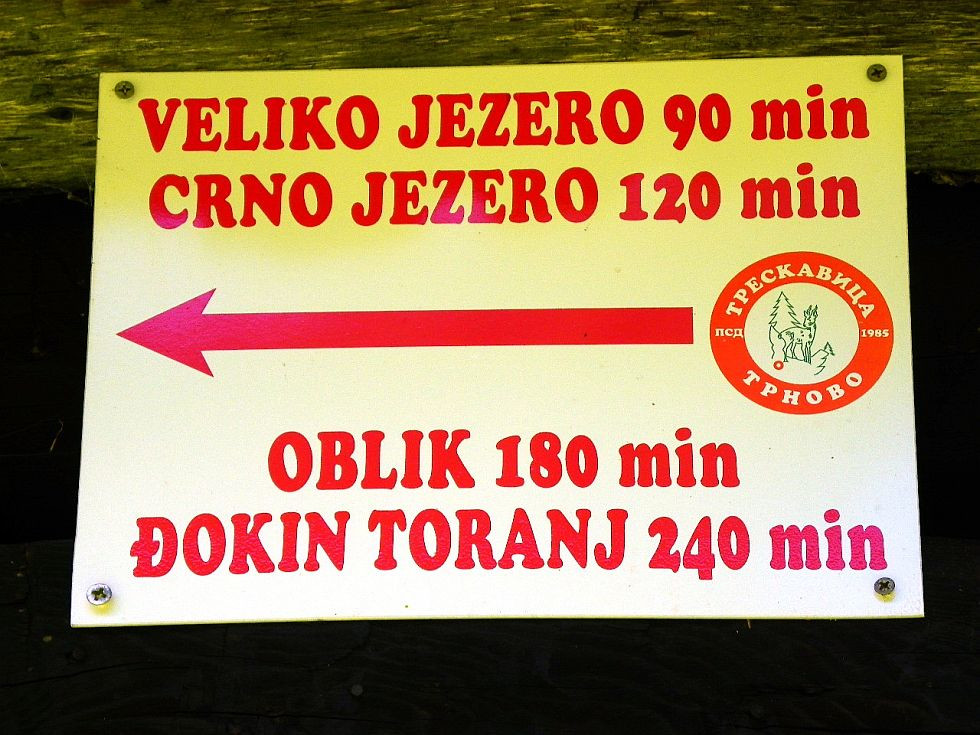 VELIKO JEZERO 90 min
CRNO JEZERO 120 min
ТРЕСКАВИЦА
ПСД 1985
ТРНОВО
OBLIK 180 min
ĐOKIN TORANJ 240 min